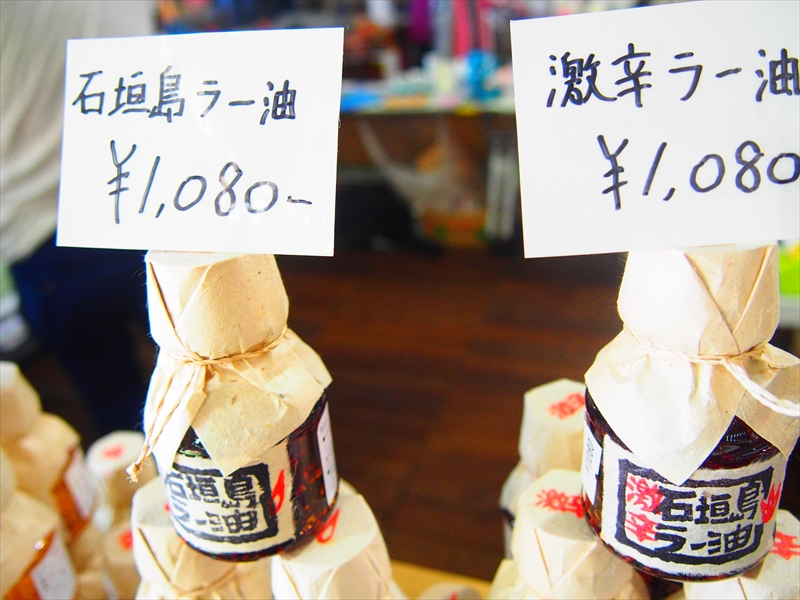 石垣島ラー油
¥1,080-
激辛ラー油
¥1,080
石垣島
ラー油
激辛
石垣島
ラー油